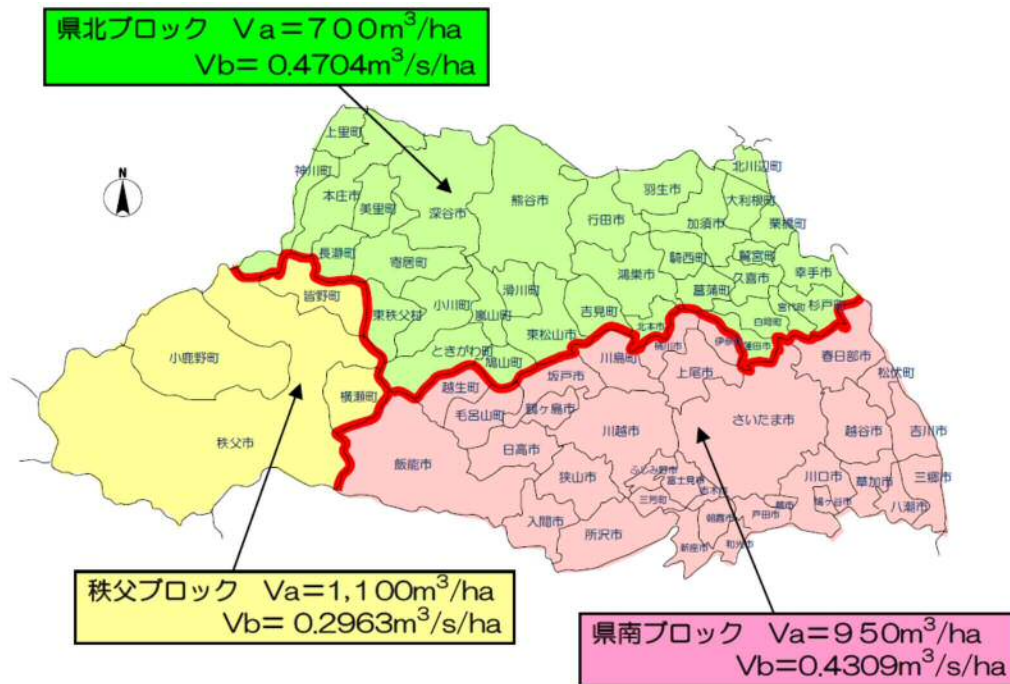 県北ブロック Va=700m³/ha
Vb= 0.4704m³/s/ha
N
上里町
神川町
本庄市
美里町
深谷市
熊谷市
行田市
羽生市
加須市
北川辺町
大利根町
栗橋町
長瀞町
寄居町
騎西町
鷲宮町
久喜市
幸手市
鴻巣市
菖蒲町
宮代町
杉戸町
白岡町
皆野町
東秩父村
小川町
嵐山町
滑川町
吉見町
東松山市
北本市
ときがわ町
鳩山町
川島町
桶川市
蓮田市
小鹿野町
横瀬町
秩父市
越生町
坂戸市
上尾市
春日部市
松伏町
毛呂山町
鶴ヶ島市
さいたま市
飯能市
日高市
川越市
越谷市
吉川市
狭山市
ふじみ野市
富士見市
志木市
川口市
草加市
三郷市
三芳町
入間市
所沢市
朝霞市
戸田市
蕨市
鳩ヶ谷市
八潮市
新座市
和光市
秩父ブロック Va=1,100m³/ha
Vb= 0.2963m³/s/ha
県南ブロック Va=950m³/ha
Vb=0.4309m³/s/ha